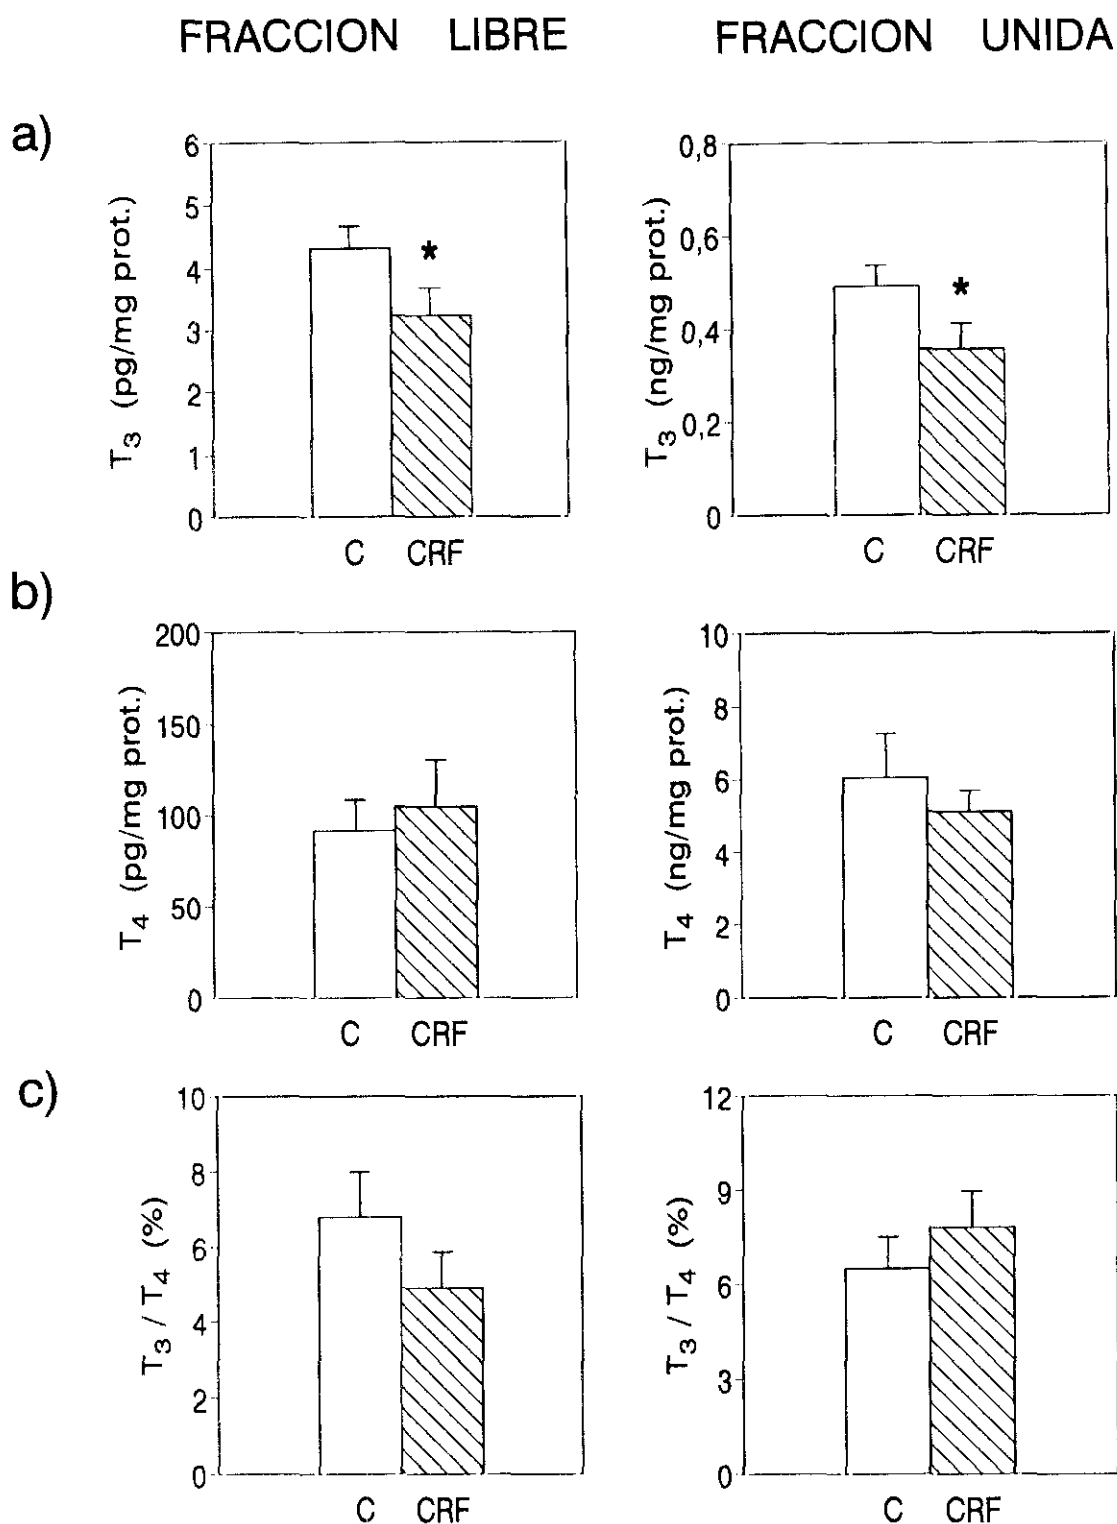 FRACCION LIBRE
FRACCION UNIDA
a)
T3 (pg/mg prot.)
6
5
4
3
2
1
0
*
C CRF
T3 (ng/mg prot.)
0,8
0,6
0,4
0,2
0
*
C CRF
b)
T4 (pg/mg prot.)
200
150
100
50
0
C CRF
T4 (ng/mg prot.)
10
8
6
4
2
0
C CRF
c)
T3 / T4 (%)
10
8
6
4
2
0
C CRF
T3 / T4 (%)
12
9
6
3
0
C CRF